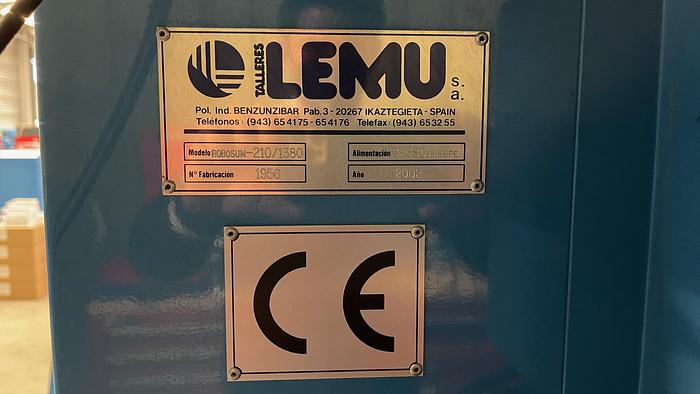 TALLERES LEMU s.a.
Pol. Ind. BENZUNZIBAR Pab. 3 - 20267 IKAZTEGIETA - SPAIN
Teléfonos: (943) 654175 - 654176 Telefax: (943) 653255
Modelo ROBOSUM-210/1380 Alimentación
N° Fabricación 1956 Año 2002
CE